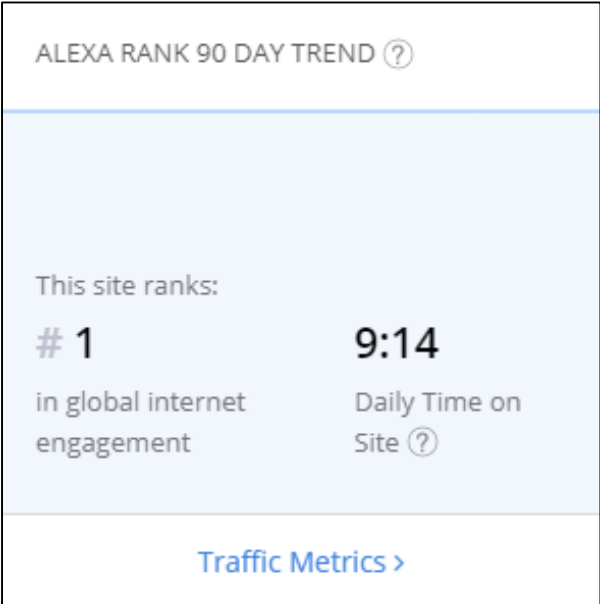 ALEXA RANK 90 DAY TREND ?
This site ranks:
# 1
in global internet
engagement
9:14
Daily Time on
Site ?
Traffic Metrics >